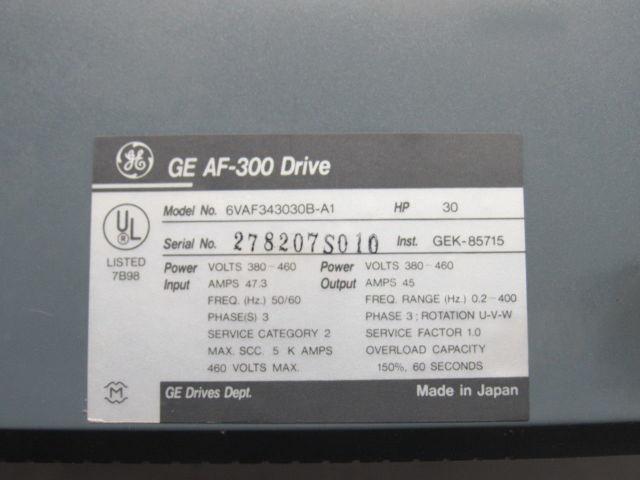 GE AF-300 Drive
Model No. 6VAF343030B-A1 HP 30
UL
®
LISTED
7B98
Serial No. 278207S010 Inst. GEK-85715
Power Input
VOLTS 380-460
AMPS 47.3
FREQ. (Hz.) 50/60
PHASE(S) 3
SERVICE CATEGORY 2
MAX. SCC. 5 K AMPS
460 VOLTS MAX.
Power Output
VOLTS 380-460
AMPS 45
FREQ. RANGE (Hz.) 0.2-400
PHASE 3; ROTATION U-V-W
SERVICE FACTOR 1.0
OVERLOAD CAPACITY
150%, 60 SECONDS
GE Drives Dept. Made in Japan